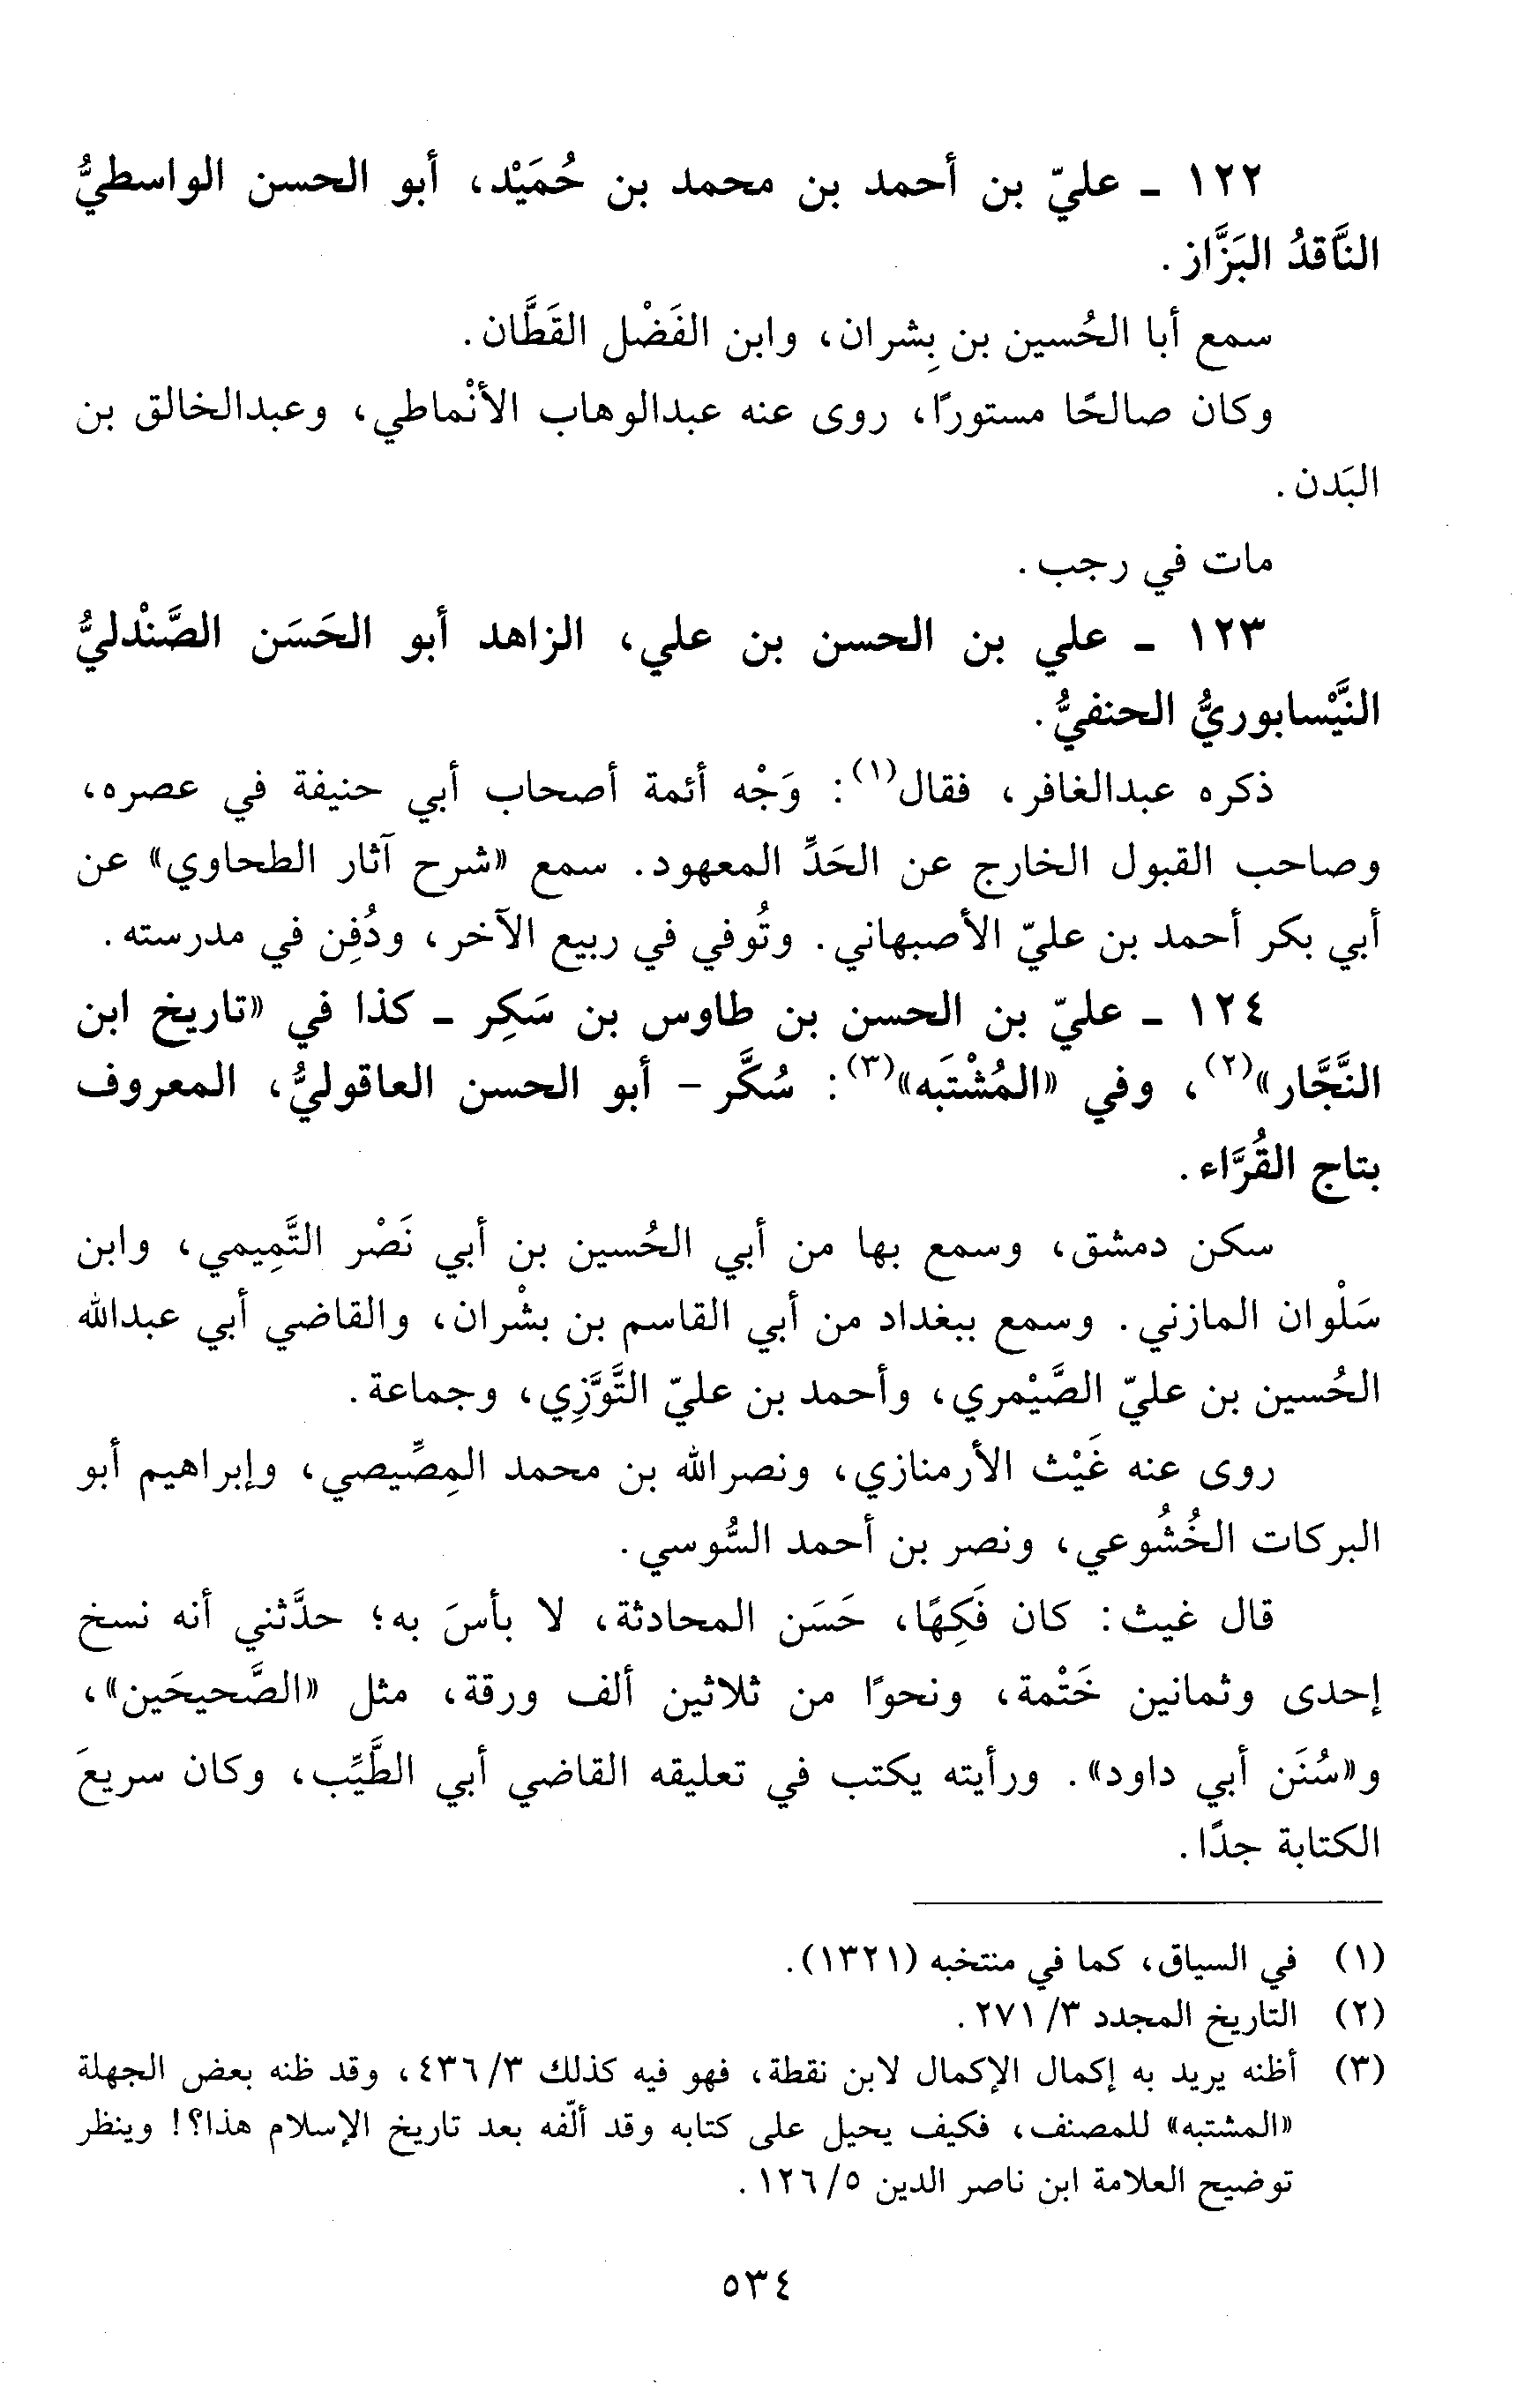 ١٢٢ ـ عليّ بن أحمد بن محمد بن حُمَيْد، أبو الحسن الواسطيُّ
النَّاقدُ البَزَّاز.
سمع أبا الحُسين بن بِشران، وابن الفَضْل القَطَّان.
وكان صالحًا مستورًا، روى عنه عبدالوهاب الأنْماطي، وعبدالخالق بن
البَدن.
مات في رجب.
١٢٣ ـ علي بن الحسن بن علي، الزاهد أبو الحَسَن الصَّنْدليُّ
النَّيْسابوريُّ الحنفيُّ.
ذكره عبدالغافر، فقال(١): وَجْه أئمة أصحاب أبي حنيفة في عصره،
وصاحب القبول الخارج عن الحَدِّ المعهود. سمع «شرح آثار الطحاوي» عن
أبي بكر أحمد بن عليّ الأصبهاني. وتُوفي في ربيع الآخر، ودُفِن في مدرسته.
١٢٤ ـ عليّ بن الحسن بن طاوس بن سَكِر ـ كذا في «تاريخ ابن
النَّجَّار»(٢)، وفي «المُشْتَبه»(٣): سُكَّر - أبو الحسن العاقوليُّ، المعروف
بتاج القُرَّاء.
سكن دمشق، وسمع بها من أبي الحُسين بن أبي نَصْر التَّمِيمي، وابن
سَلْوان المازني. وسمع ببغداد من أبي القاسم بن بشْران، والقاضي أبي عبدالله
الحُسين بن عليّ الصَّيْمري، وأحمد بن عليّ التَّوَّزِي، وجماعة.
روى عنه غَيْث الأرمنازي، ونصرالله بن محمد المِصِّيصي، وإبراهيم أبو
البركات الخُشُوعي، ونصر بن أحمد السُّوسي.
قال غيث: كان فَكِهًا، حَسَن المحادثة، لا بأسَ به؛ حدَّثني أنه نسخ
إحدى وثمانين خَتْمة، ونحوًا من ثلاثين ألف ورقة، مثل «الصَّحيحَين»،
و«سُنَن أبي داود». ورأيته يكتب في تعليقه القاضي أبي الطَّيِّب، وكان سريعَ
الكتابة جدًا.
(١) في السياق، كما في منتخبه (١٣٢١).
(٢) التاريخ المجدد ٣/ ٢٧١.
(٣) أظنه يريد به إكمال الإكمال لابن نقطة، فهو فيه كذلك ٣/ ٤٣٦، وقد ظنه بعض الجهلة
«المشتبه» للمصنف، فكيف يحيل على كتابه وقد ألّفه بعد تاريخ الإسلام هذا؟! وينظر
توضيح العلامة ابن ناصر الدين ٥/ ١٢٦.
٥٣٤